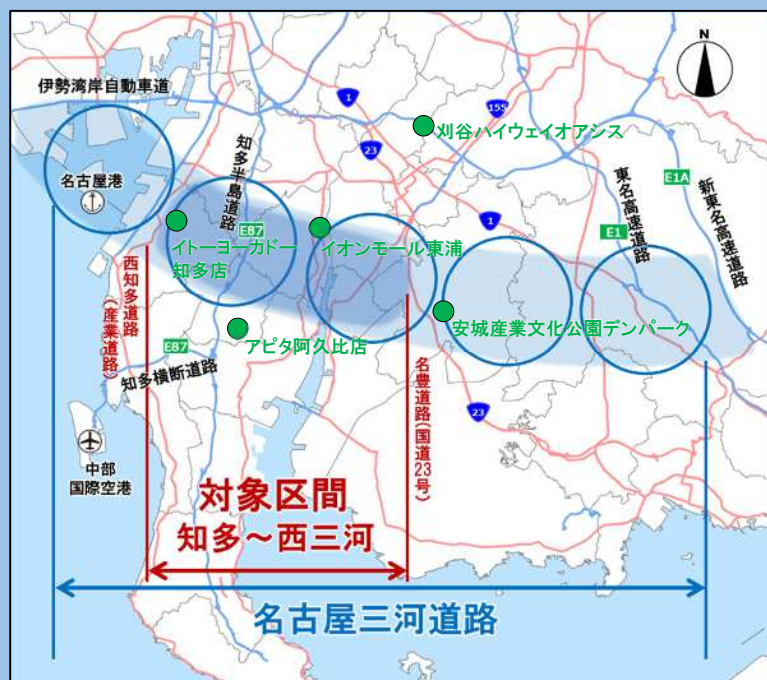 伊勢湾岸自動車道
N
1
155
刈谷ハイウェイオアシス
23
知多半島道路
名古屋港
E1A
東名高速道路
新東名高速道路
1
E87
E1
イトーヨーカドー
知多店
イオンモール東浦
西知多道路
(産業道路)
安城産業文化公園デンパーク
アピタ阿久比店
E87
知多横断道路
名豊道路(国道23号)
23
中部
国際空港
対象区間
知多~西三河
名古屋三河道路